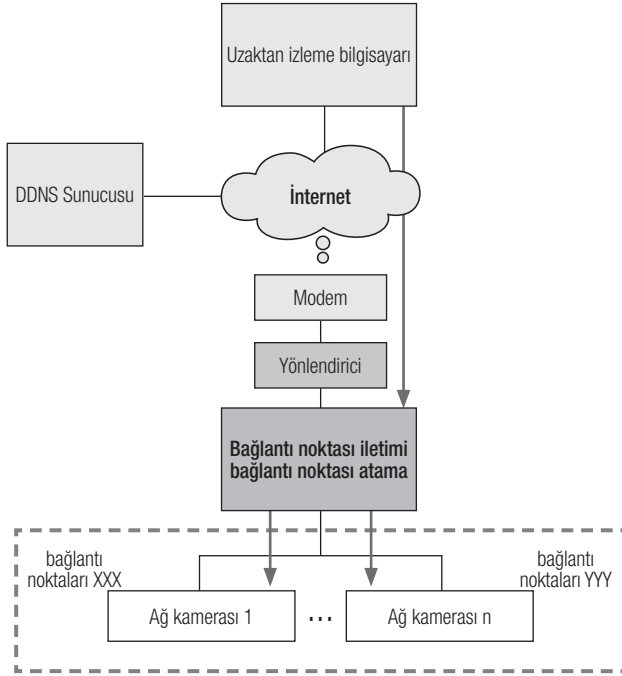 Uzaktan izleme bilgisayarı
DDNS Sunucusu
İnternet
Modem
Yönlendirici
Bağlantı noktası iletimi
bağlantı noktası atama
bağlantı
noktaları XXX
bağlantı
noktaları YYY
Ağ kamerası 1
...
Ağ kamerası n